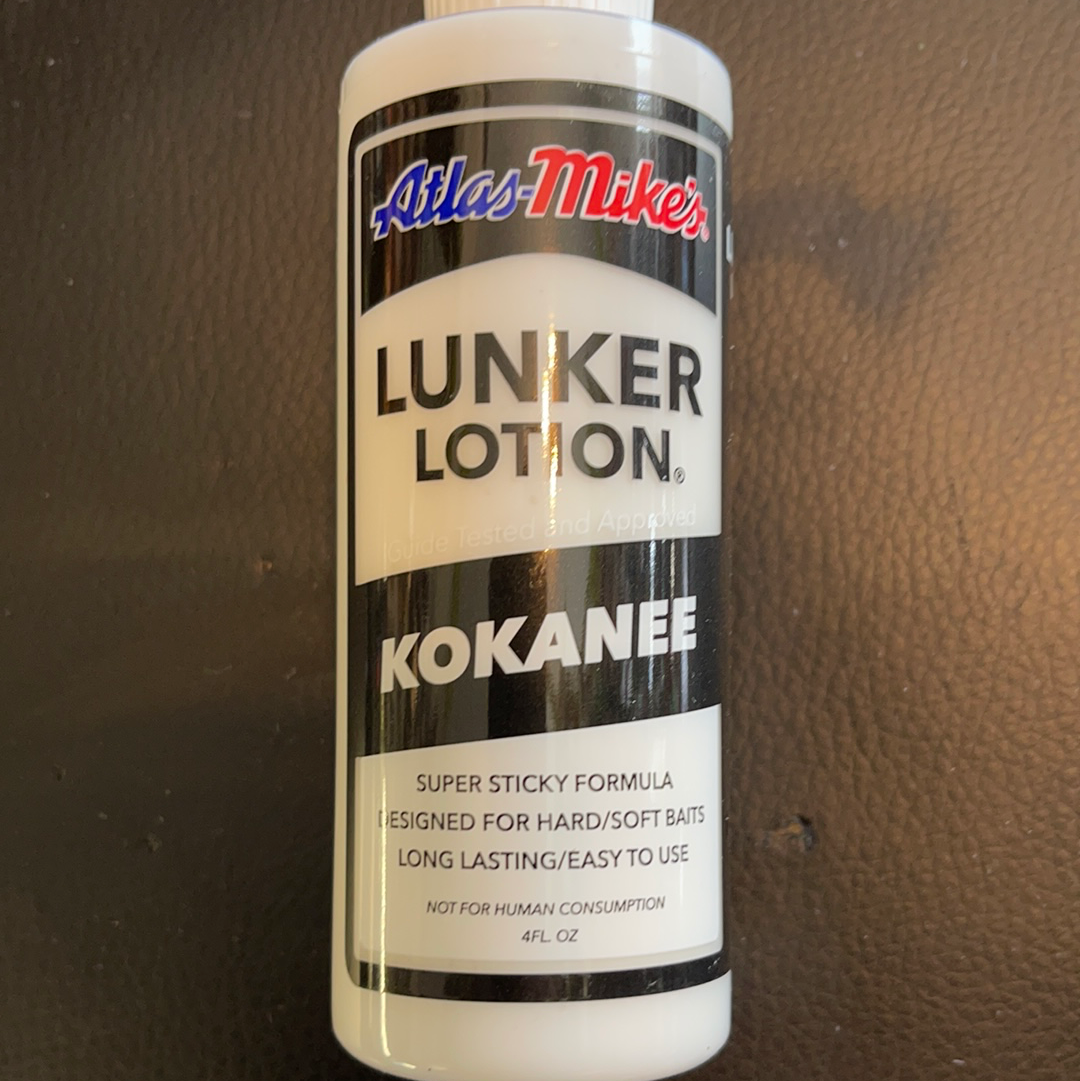 Atlas-Mike's®
LUNKER
LOTION®
Guide Tested and Approved
KOKANEE
SUPER STICKY FORMULA
DESIGNED FOR HARD/SOFT BAITS
LONG LASTING/EASY TO USE
NOT FOR HUMAN CONSUMPTION
4FL. OZ